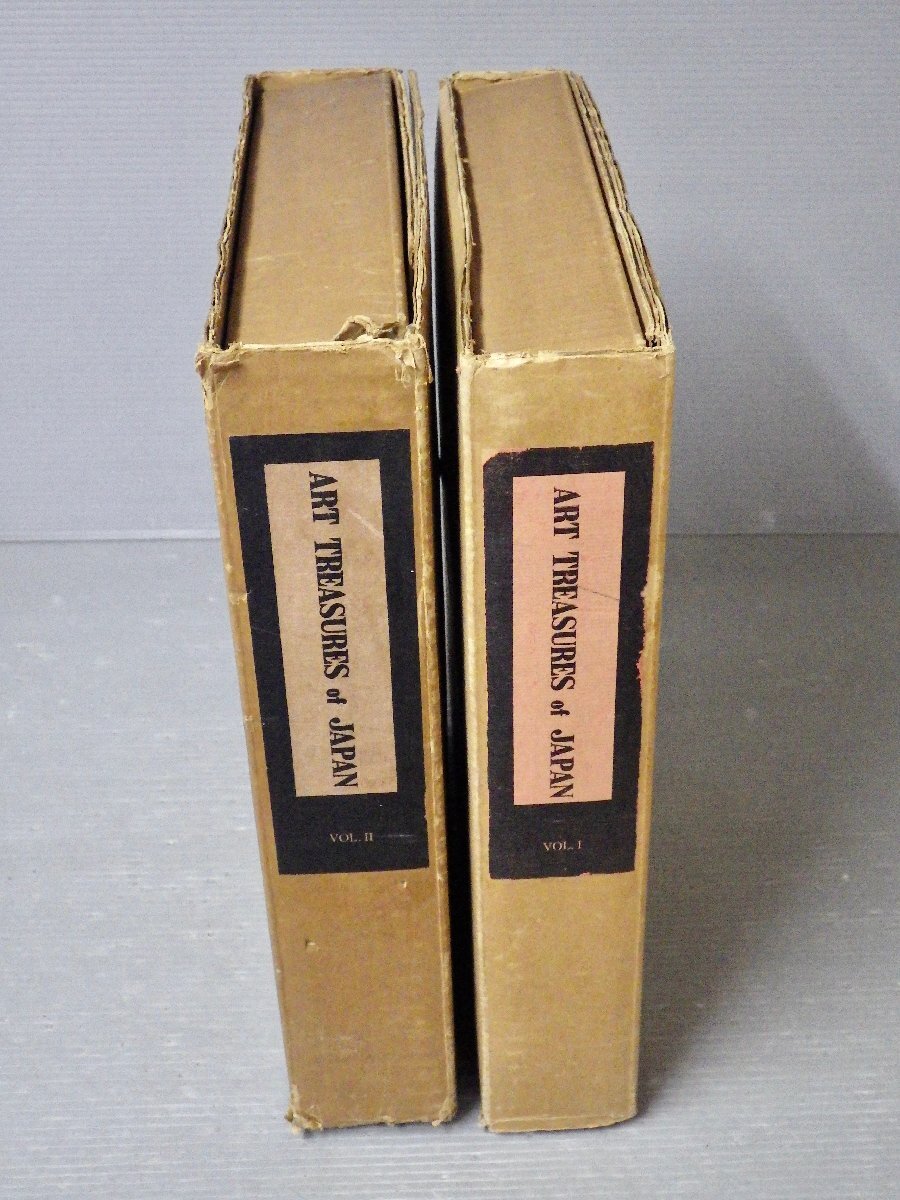 ART TREASURES of JAPAN
VOL. II
ART TREASURES of JAPAN
VOL. I